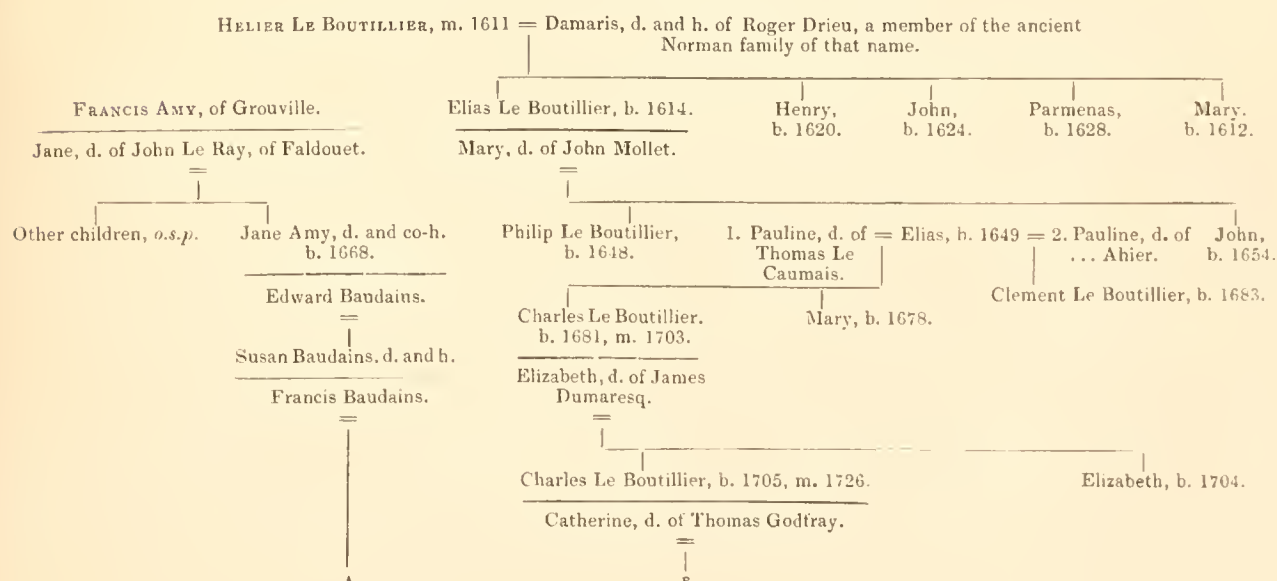 HELIER LE BOUTILLIER, m. 1611 = Damaris, d. and h. of Roger Drieu, a member of the ancient
Norman family of that name.
FRANCIS AMY, of Grouville.
Jane, d. of John Le Ray, of Faldouet.
=
Elias Le Boutillier, b. 1614.
Mary, d. of John Mollet.
=
Henry,
b. 1620.
John,
b. 1624.
Parmenas,
b. 1628.
Mary.
b. 1612.
Other children, o.s.p.
Jane Amy, d. and co-h.
b. 1668.
Edward Baudains.
=
Susan Baudains, d. and h.
Francis Baudains.
=
Philip Le Boutillier,
b. 1648.
1. Pauline, d. of = Elias, b. 1649 = 2. Pauline, d. of
Thomas Le
Caumais.
... Ahier.
John,
b. 1654.
Clement Le Boutillier, b. 1683.
Charles Le Boutillier.
b. 1681, m. 1703.
Mary, b. 1678.
Elizabeth, d. of James
Dumaresq.
=
Charles Le Boutillier, b. 1705, m. 1726.
Elizabeth, b. 1704.
Catherine, d. of Thomas Godfray.
=